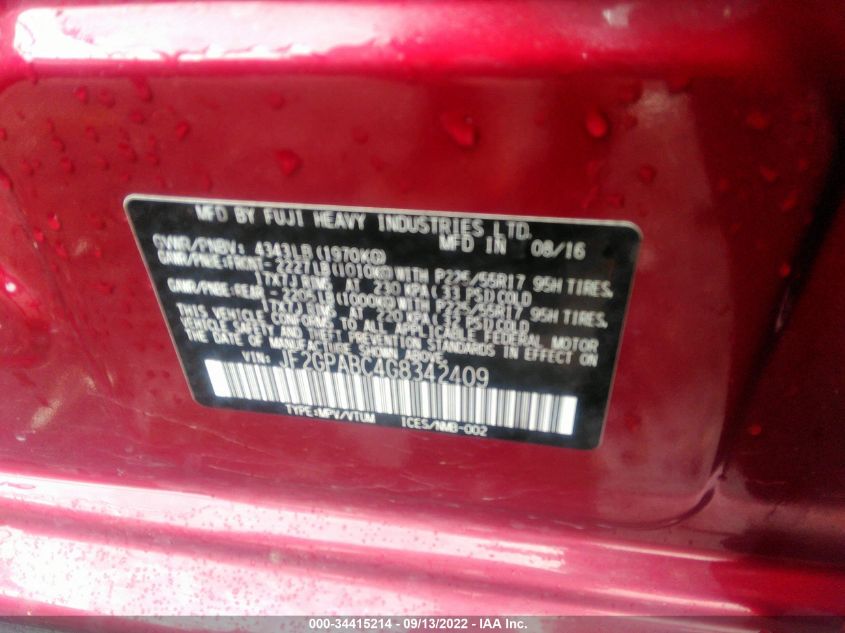 MFD BY FUJI HEAVY INDUSTRIES LTD.
MFD IN 08/16
GVWR/PNBV: 4343LB(1970KG)
GAWR/PNBE:FRONT- 2227LB(1010KG)WITH P225/55R17 95H TIRES,
17X7J RIMS AT 230 KPA(33 PSI)COLD
GAWR/PNBE:REAR - 2205LB(1000KG)WITH P225/55R17 95H TIRES,
17X7J RIMS AT 220 KPA( PSI)COLD
THIS VEHICLE CONFORMS TO ALL APPLICABLE FEDERAL MOTOR
VEHICLE SAFETY AND THEFT PREVENTION STANDARDS IN EFFECT ON
THE DATE OF MANUFACTURE SHOWN ABOVE.
VIN: JF2GPABC4G8342409
TYPE:MPV/VTUM ICES/NMB-002
000-34415214 - 09/13/2022 - IAA Inc.